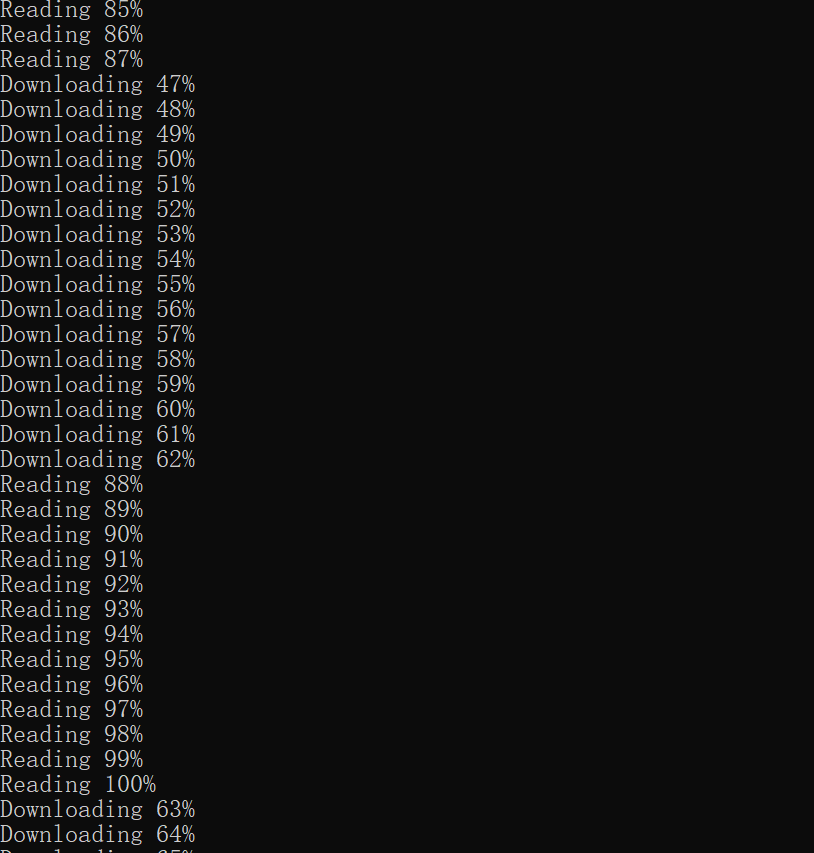 Reading 85%
Reading 86%
Reading 87%
Downloading 47%
Downloading 48%
Downloading 49%
Downloading 50%
Downloading 51%
Downloading 52%
Downloading 53%
Downloading 54%
Downloading 55%
Downloading 56%
Downloading 57%
Downloading 58%
Downloading 59%
Downloading 60%
Downloading 61%
Downloading 62%
Reading 88%
Reading 89%
Reading 90%
Reading 91%
Reading 92%
Reading 93%
Reading 94%
Reading 95%
Reading 96%
Reading 97%
Reading 98%
Reading 99%
Reading 100%
Downloading 63%
Downloading 64%